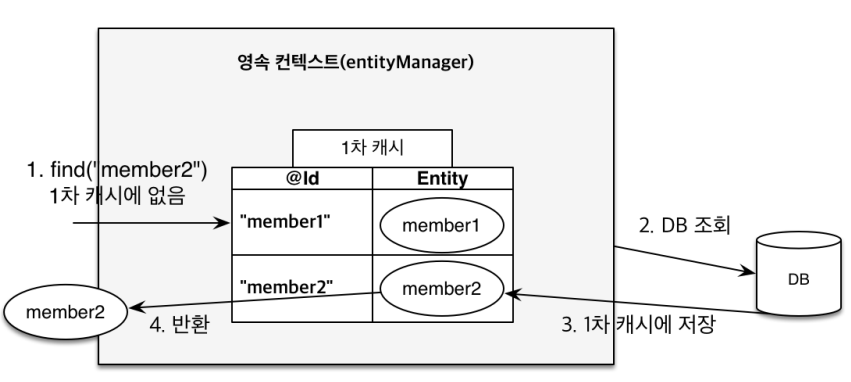 영속 컨텍스트(entityManager)
1차 캐시
1. find("member2")
1차 캐시에 없음
@Id
Entity
"member1"
member1
2. DB 조회
DB
"member2"
member2
member2
4. 반환
3. 1차 캐시에 저장